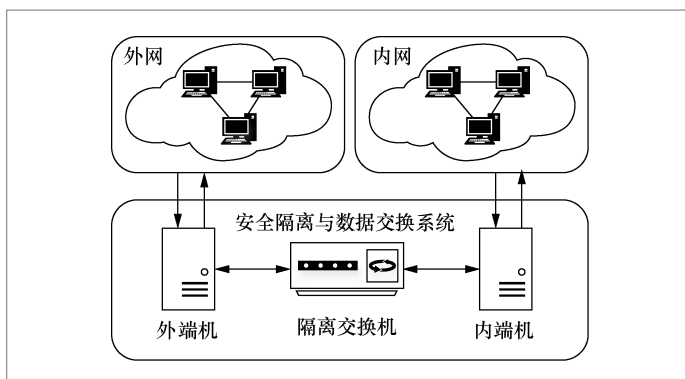 外网
内网
安全隔离与数据交换系统
外端机
隔离交换机
内端机